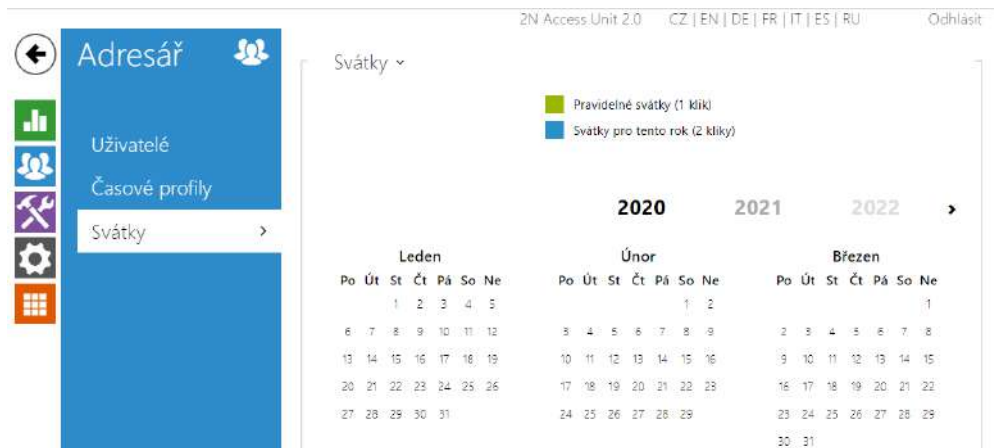 2N Access Unit 2.0 CZ | EN | DE | FR | IT | ES | RU Odhlásit
Adresář
Uživatelé
Časové profily
Svátky
Svátky
Pravidelné svátky (1 klik)
Svátky pro tento rok (2 kliky)
2020 2021 2022
Leden Únor Březen
Po Út St Čt Pá So Ne Po Út St Čt Pá So Ne Po Út St Čt Pá So Ne
1 2 3 4 5 1 2 1
6 7 8 9 10 11 12 3 4 5 6 7 8 9 2 3 4 5 6 7 8
13 14 15 16 17 18 19 10 11 12 13 14 15 16 9 10 11 12 13 14 15
20 21 22 23 24 25 26 17 18 19 20 21 22 23 16 17 18 19 20 21 22
27 28 29 30 31 24 25 26 27 28 29 23 24 25 26 27 28 29
30 31